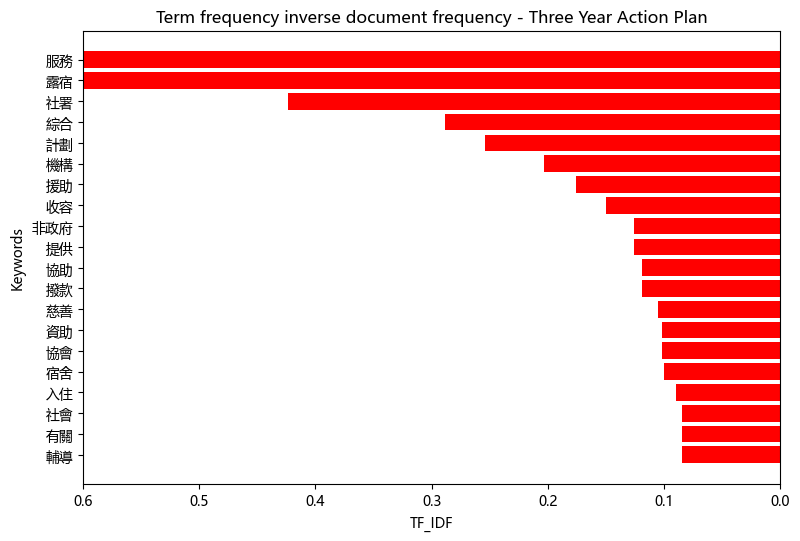 Term frequency inverse document frequency - Three Year Action Plan
Keywords
服務
露宿
社署
綜合
計劃
機構
援助
收容
非政府
提供
協助
撥款
慈善
資助
協會
宿舍
入住
社會
有關
輔導
0.6 0.5 0.4 0.3 0.2 0.1 0.0
TF_IDF